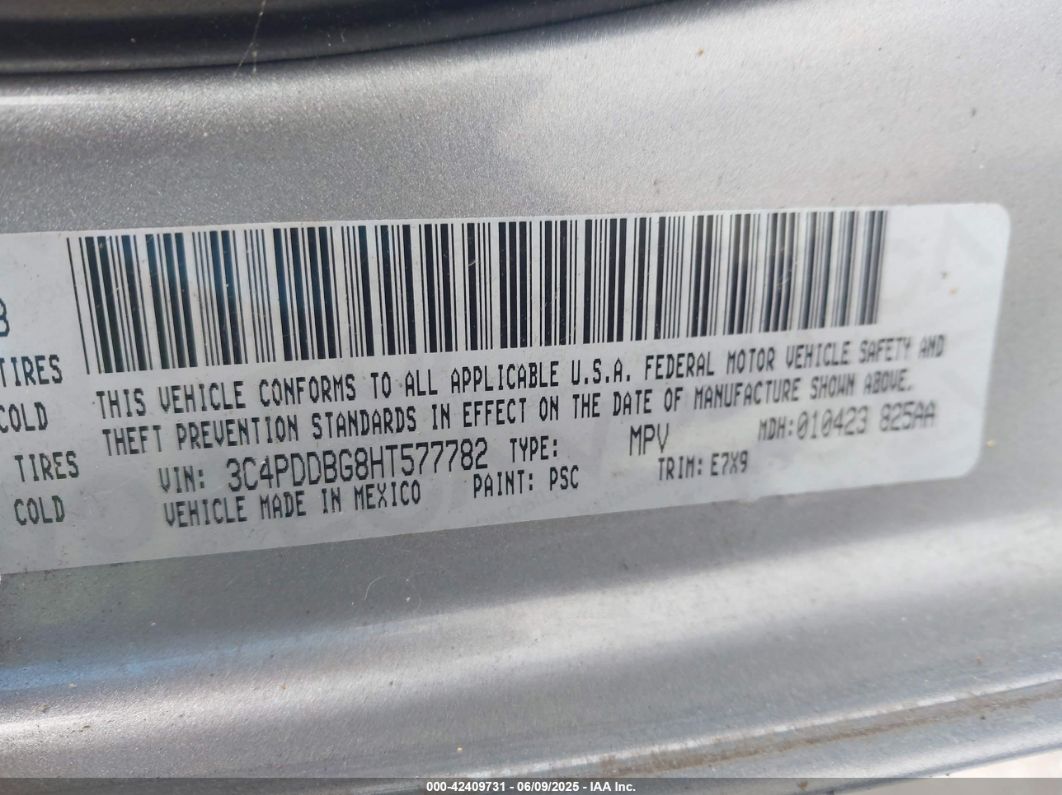 TIRES
COLD
TIRES
COLD
THIS VEHICLE CONFORMS TO ALL APPLICABLE U.S.A. FEDERAL MOTOR VEHICLE SAFETY AND
THEFT PREVENTION STANDARDS IN EFFECT ON THE DATE OF MANUFACTURE SHOWN ABOVE.
VIN: 3C4PDDBG8HT577782 TYPE: MPV MDH:010423 825AA
VEHICLE MADE IN MEXICO PAINT: PSC TRIM: E7X9
000-42409731 - 06/09/2025 - IAA Inc.